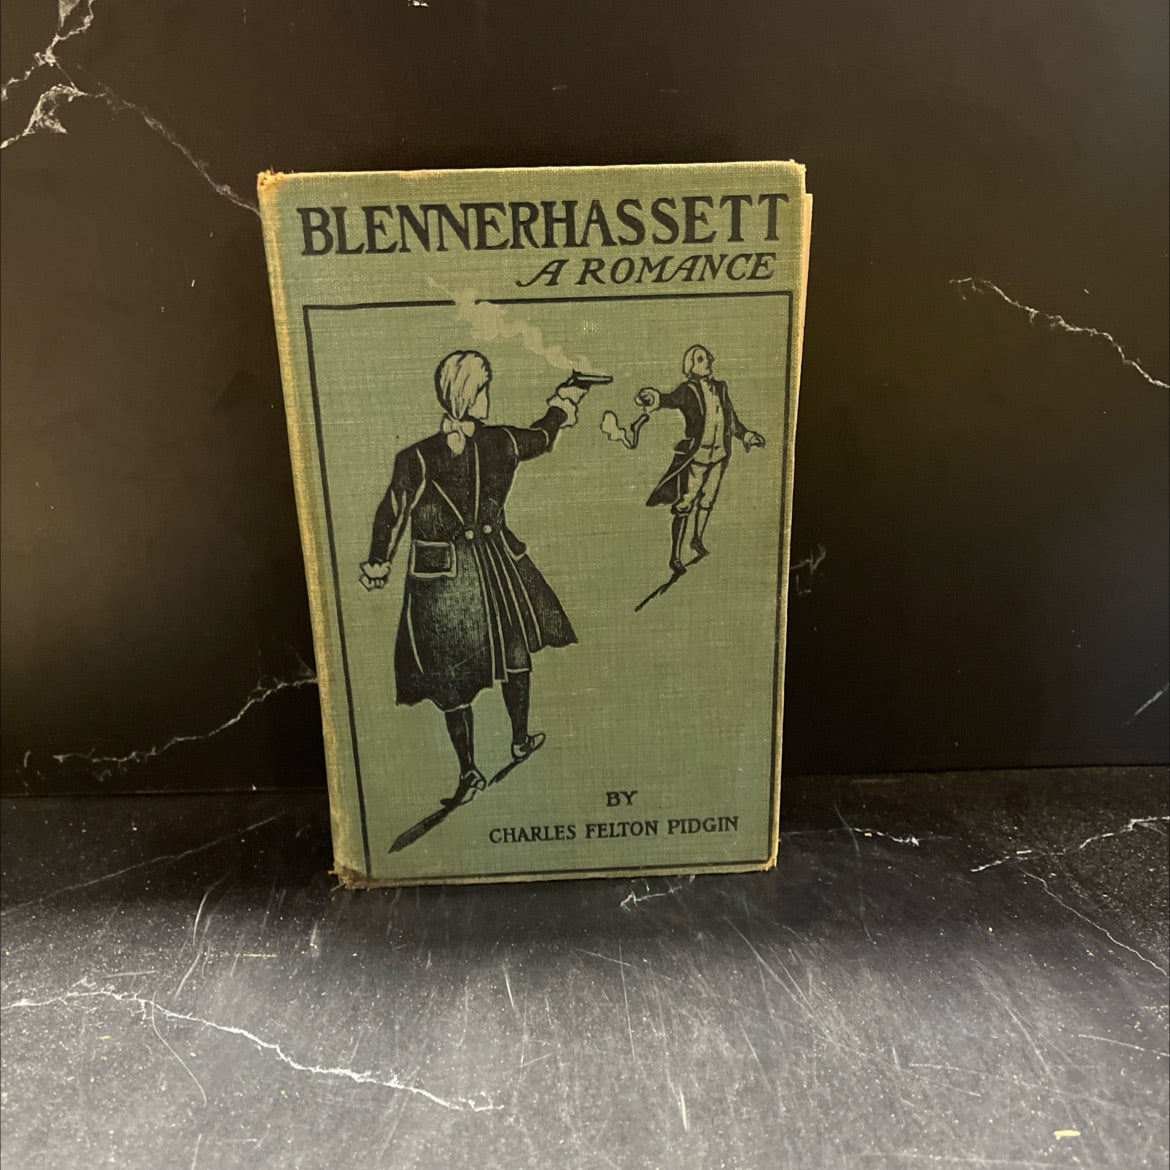 BLENNERHASSETT
A ROMANCE
BY
CHARLES FELTON PIDGIN